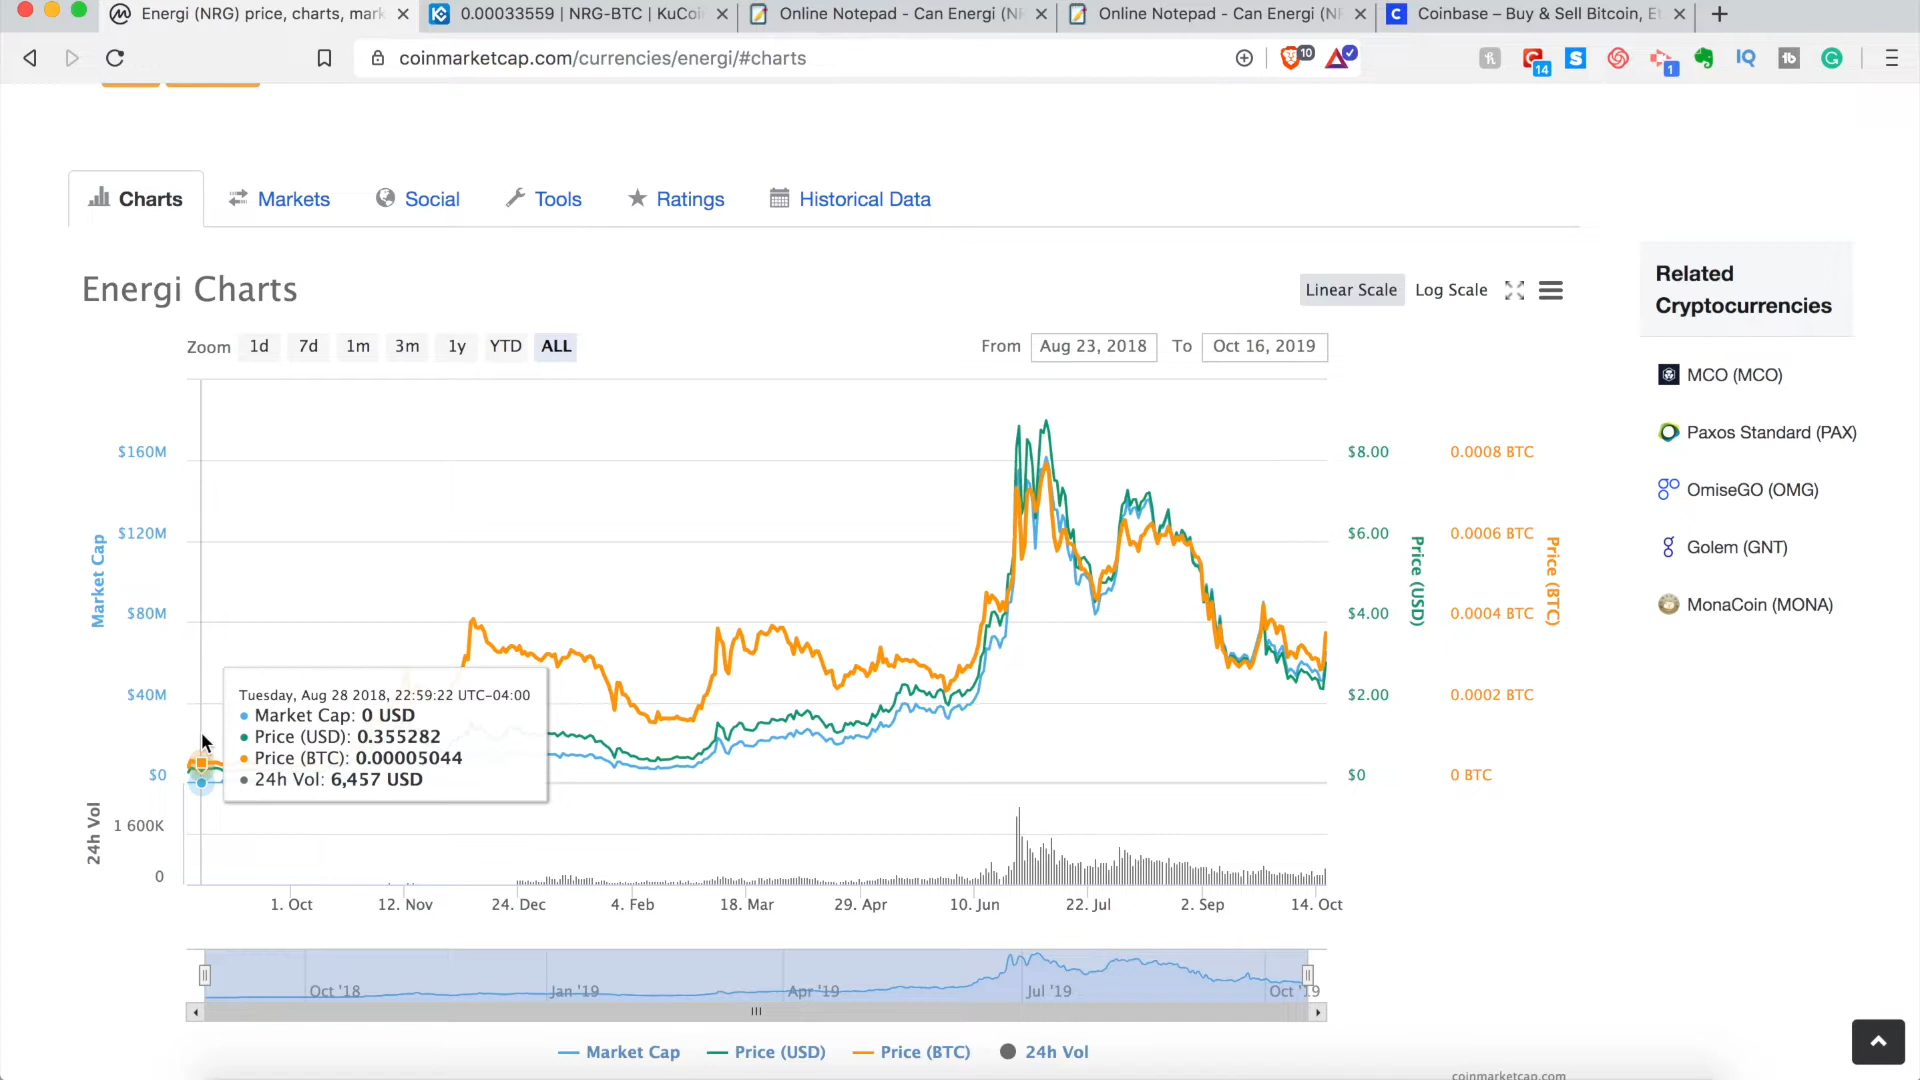 Energi (NRG) price, charts, mark
0.00033559 | NRG-BTC | KuCoi
Online Notepad - Can Energi (NR
Online Notepad - Can Energi (NR
Coinbase – Buy & Sell Bitcoin, Et
coinmarketcap.com/currencies/energi/#charts
10
14
1
IQ
tb
Charts
Markets
Social
Tools
Ratings
Historical Data
Energi Charts
Linear Scale
Log Scale
Zoom
1d
7d
1m
3m
1y
YTD
ALL
From
Aug 23, 2018
To
Oct 16, 2019
Market Cap
$160M
$120M
$80M
$40M
$0
$8.00
$6.00
$4.00
$2.00
$0
Price (USD)
0.0008 BTC
0.0006 BTC
0.0004 BTC
0.0002 BTC
0 BTC
Price (BTC)
Tuesday, Aug 28 2018, 22:59:22 UTC-04:00
Market Cap: 0 USD
Price (USD): 0.355282
Price (BTC): 0.00005044
24h Vol: 6,457 USD
24h Vol
1 600K
0
1. Oct
12. Nov
24. Dec
4. Feb
18. Mar
29. Apr
10. Jun
22. Jul
2. Sep
14. Oct
Oct '18
Jan '19
Apr '19
Jul '19
Oct '19
Market Cap
Price (USD)
Price (BTC)
24h Vol
coinmarketcap.com
Related
Cryptocurrencies
MCO (MCO)
Paxos Standard (PAX)
OmiseGO (OMG)
Golem (GNT)
MonaCoin (MONA)